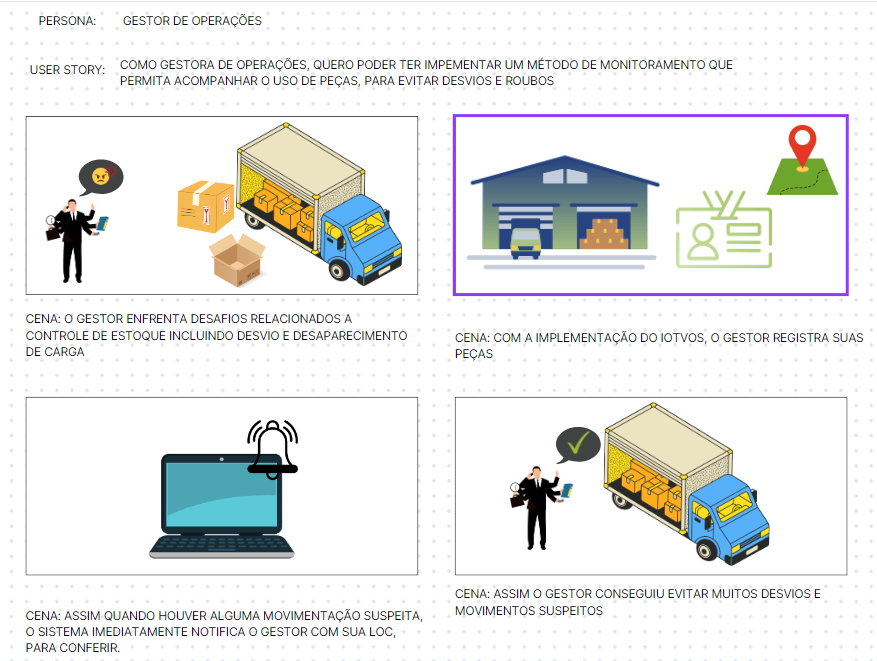 PERSONA: GESTOR DE OPERAÇÕES
USER STORY: COMO GESTORA DE OPERAÇÕES, QUERO PODER TER IMPEMENTAR UM MÉTODO DE MONITORAMENTO QUE
PERMITA ACOMPANHAR O USO DE PEÇAS, PARA EVITAR DESVIOS E ROUBOS
CENA: O GESTOR ENFRENTA DESAFIOS RELACIONADOS A
CONTROLE DE ESTOQUE INCLUINDO DESVIO E DESAPARECIMENTO
DE CARGA
CENA: COM A IMPLEMENTAÇÃO DO IOTVOS, O GESTOR REGISTRA SUAS
PEÇAS
CENA: ASSIM QUANDO HOUVER ALGUMA MOVIMENTAÇÃO SUSPEITA,
O SISTEMA IMEDIATAMENTE NOTIFICA O GESTOR COM SUA LOC,
PARA CONFERIR.
CENA: ASSIM O GESTOR CONSEGUIU EVITAR MUITOS DESVIOS E
MOVIMENTOS SUSPEITOS